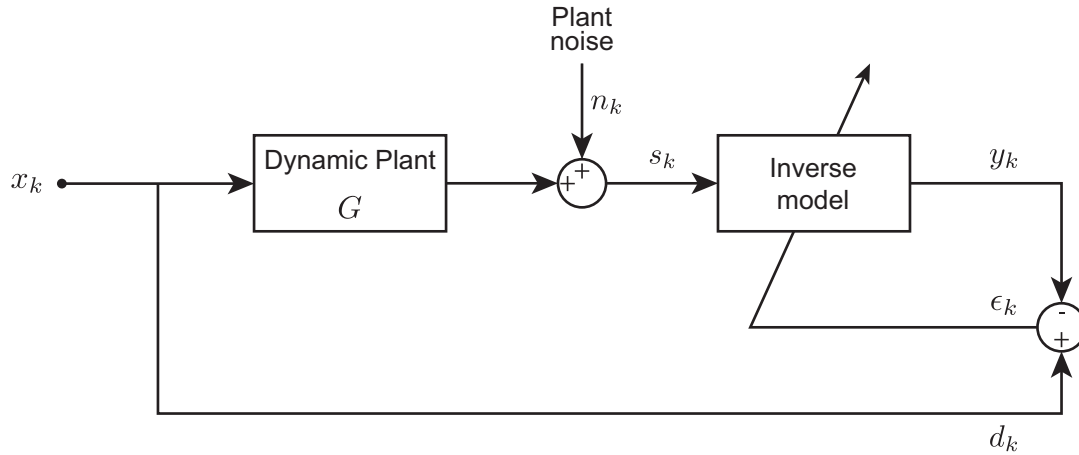 Plant
noise
n_k
x_k
Dynamic Plant
G
+
+
s_k
Inverse
model
y_k
ϵ_k
-
+
d_k